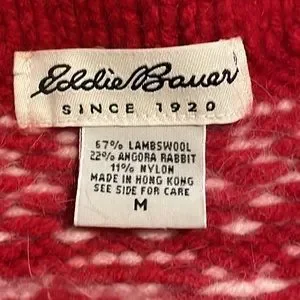 Eddie Bauer
SINCE 1920
67% LAMBSWOOL
22% ANGORA RABBIT
11% NYLON
MADE IN HONG KONG
SEE SIDE FOR CARE
M